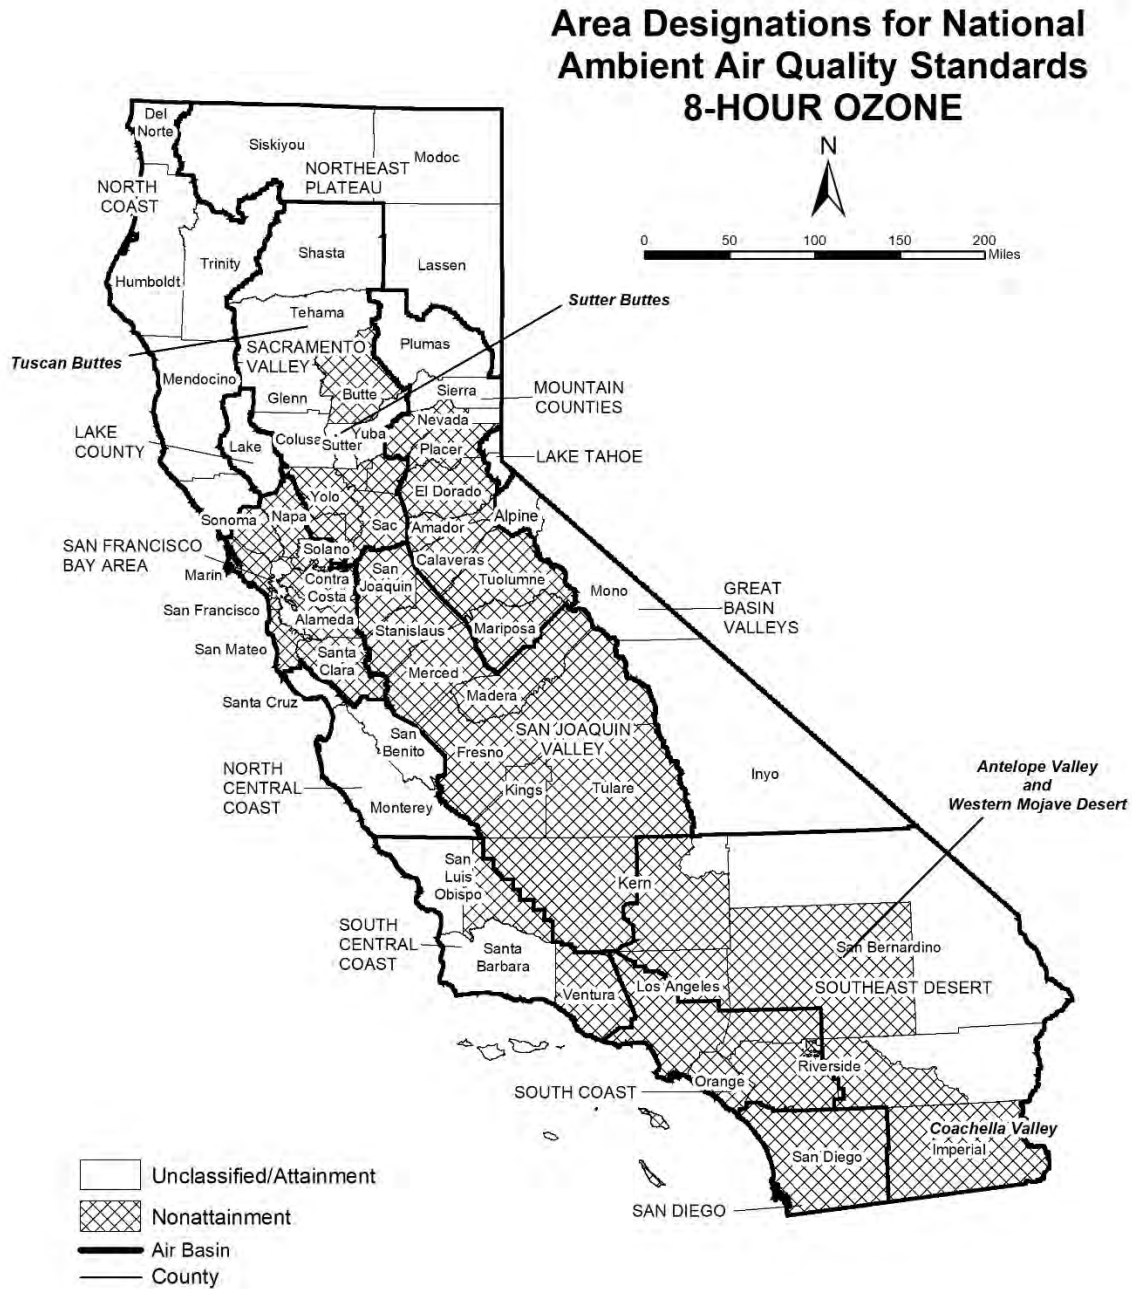 Area Designations for National
Ambient Air Quality Standards
8-HOUR OZONE
N
0 50 100 150 200
Miles
Del
Norte
Siskiyou
Modoc
NORTHEAST
PLATEAU
NORTH
COAST
Shasta
Lassen
Trinity
Humboldt
Sutter Buttes
Tehama
Tuscan Buttes
SACRAMENTO
VALLEY
Plumas
Mendocino
Butte
Sierra
MOUNTAIN
COUNTIES
Glenn
Nevada
LAKE
COUNTY
Lake
Colusa
Sutter
Yuba
Placer
LAKE TAHOE
Yolo
El Dorado
Sonoma
Napa
Sac
Amador
Alpine
SAN FRANCISCO
BAY AREA
Solano
Calaveras
Marin
Contra
Costa
San
Joaquin
Tuolumne
Mono
GREAT
BASIN
VALLEYS
San Francisco
Alameda
Stanislaus
Mariposa
San Mateo
Santa
Clara
Merced
Madera
Santa Cruz
San
Benito
Fresno
SAN JOAQUIN
VALLEY
NORTH
CENTRAL
COAST
Monterey
Kings
Tulare
Inyo
Antelope Valley
and
Western Mojave Desert
San
Luis
Obispo
Kern
SOUTH
CENTRAL
COAST
Santa
Barbara
San Bernardino
Ventura
Los Angeles
SOUTHEAST DESERT
Riverside
Orange
SOUTH COAST
Coachella Valley
Imperial
San Diego
SAN DIEGO
Unclassified/Attainment
Nonattainment
Air Basin
County